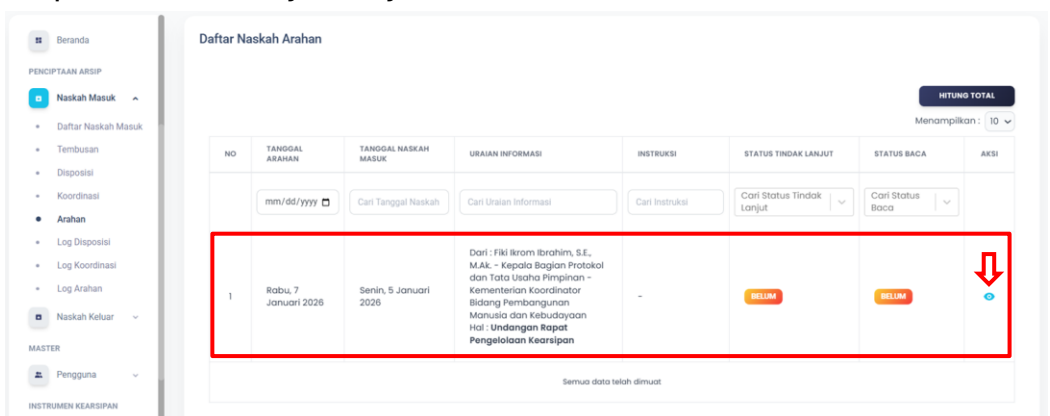 Beranda
PENCIPTAAN ARSIP
Naskah Masuk
Daftar Naskah Masuk
Tembusan
Disposisi
Koordinasi
Arahan
Log Disposisi
Log Koordinasi
Log Arahan
Naskah Keluar
MASTER
Pengguna
INSTRUMEN KEARSIPAN
Daftar Naskah Arahan
HITUNG TOTAL
Menampilkan : 10
NO
TANGGAL
ARAHAN
TANGGAL NASKAH
MASUK
URAIAN INFORMASI
INSTRUKSI
STATUS TINDAK LANJUT
STATUS BACA
AKSI
mm/dd/yyyy
Cari Tanggal Naskah
Cari Uraian Informasi
Cari Instruksi
Cari Status Tindak
Lanjut
Cari Status
Baca
1
Rabu, 7
Januari 2026
Senin, 5 Januari
2026
Dari : Fiki Ikrom Ibrahim, S.E.,
M.Ak. - Kepala Bagian Protokol
dan Tata Usaha Pimpinan -
Kementerian Koordinator
Bidang Pembangunan
Manusia dan Kebudayaan
Hal : Undangan Rapat
Pengelolaan Kearsipan
-
BELUM
BELUM
Semua data telah dimuat